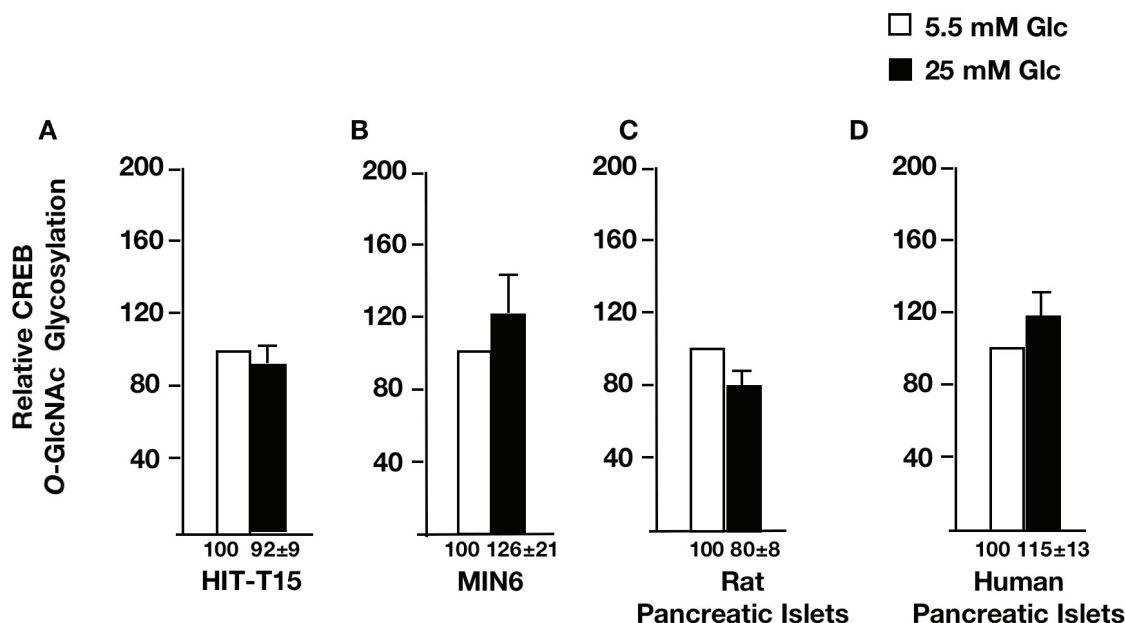 5.5 mM Glc
25 mM Glc
A
B
C
D
Relative CREB
O-GlcNAc Glycosylation
200
160
120
80
40
200
160
120
80
40
200
160
120
80
40
200
160
120
80
40
100 92±9
100 126±21
100 80±8
100 115±13
HIT-T15
MIN6
Rat
Pancreatic Islets
Human
Pancreatic Islets